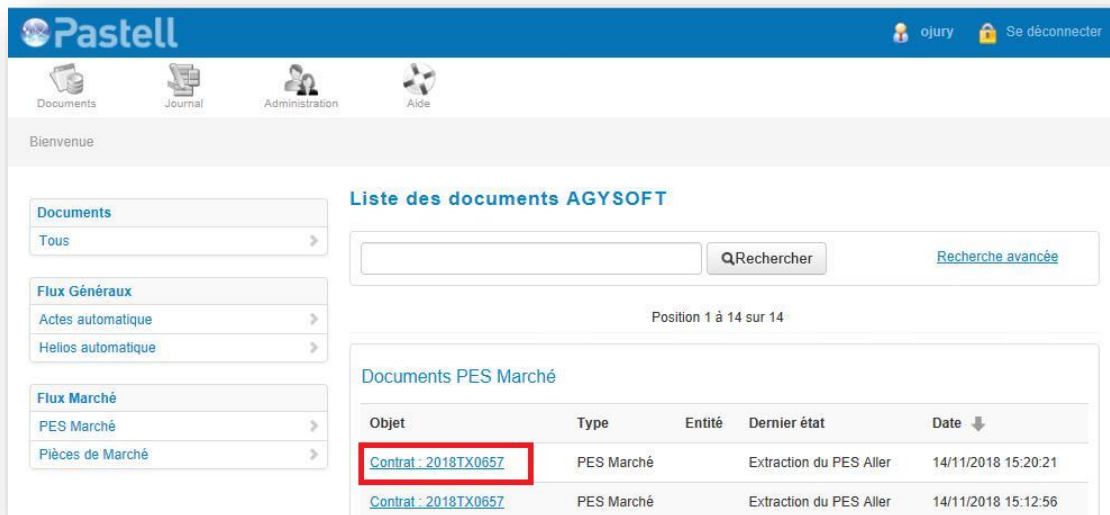 Pastell
ojury Se déconnecter
Documents Journal Administration Aide
Bienvenue
Liste des documents AGYSOFT
Documents
Tous
Rechercher Recherche avancée
Flux Généraux
Actes automatique
Position 1 à 14 sur 14
Helios automatique
Documents PES Marché
Flux Marché
PES Marché
Objet Type Entité Dernier état Date
Pièces de Marché
Contrat : 2018TX0657 PES Marché Extraction du PES Aller 14/11/2018 15:20:21
Contrat : 2018TX0657 PES Marché Extraction du PES Aller 14/11/2018 15:12:56